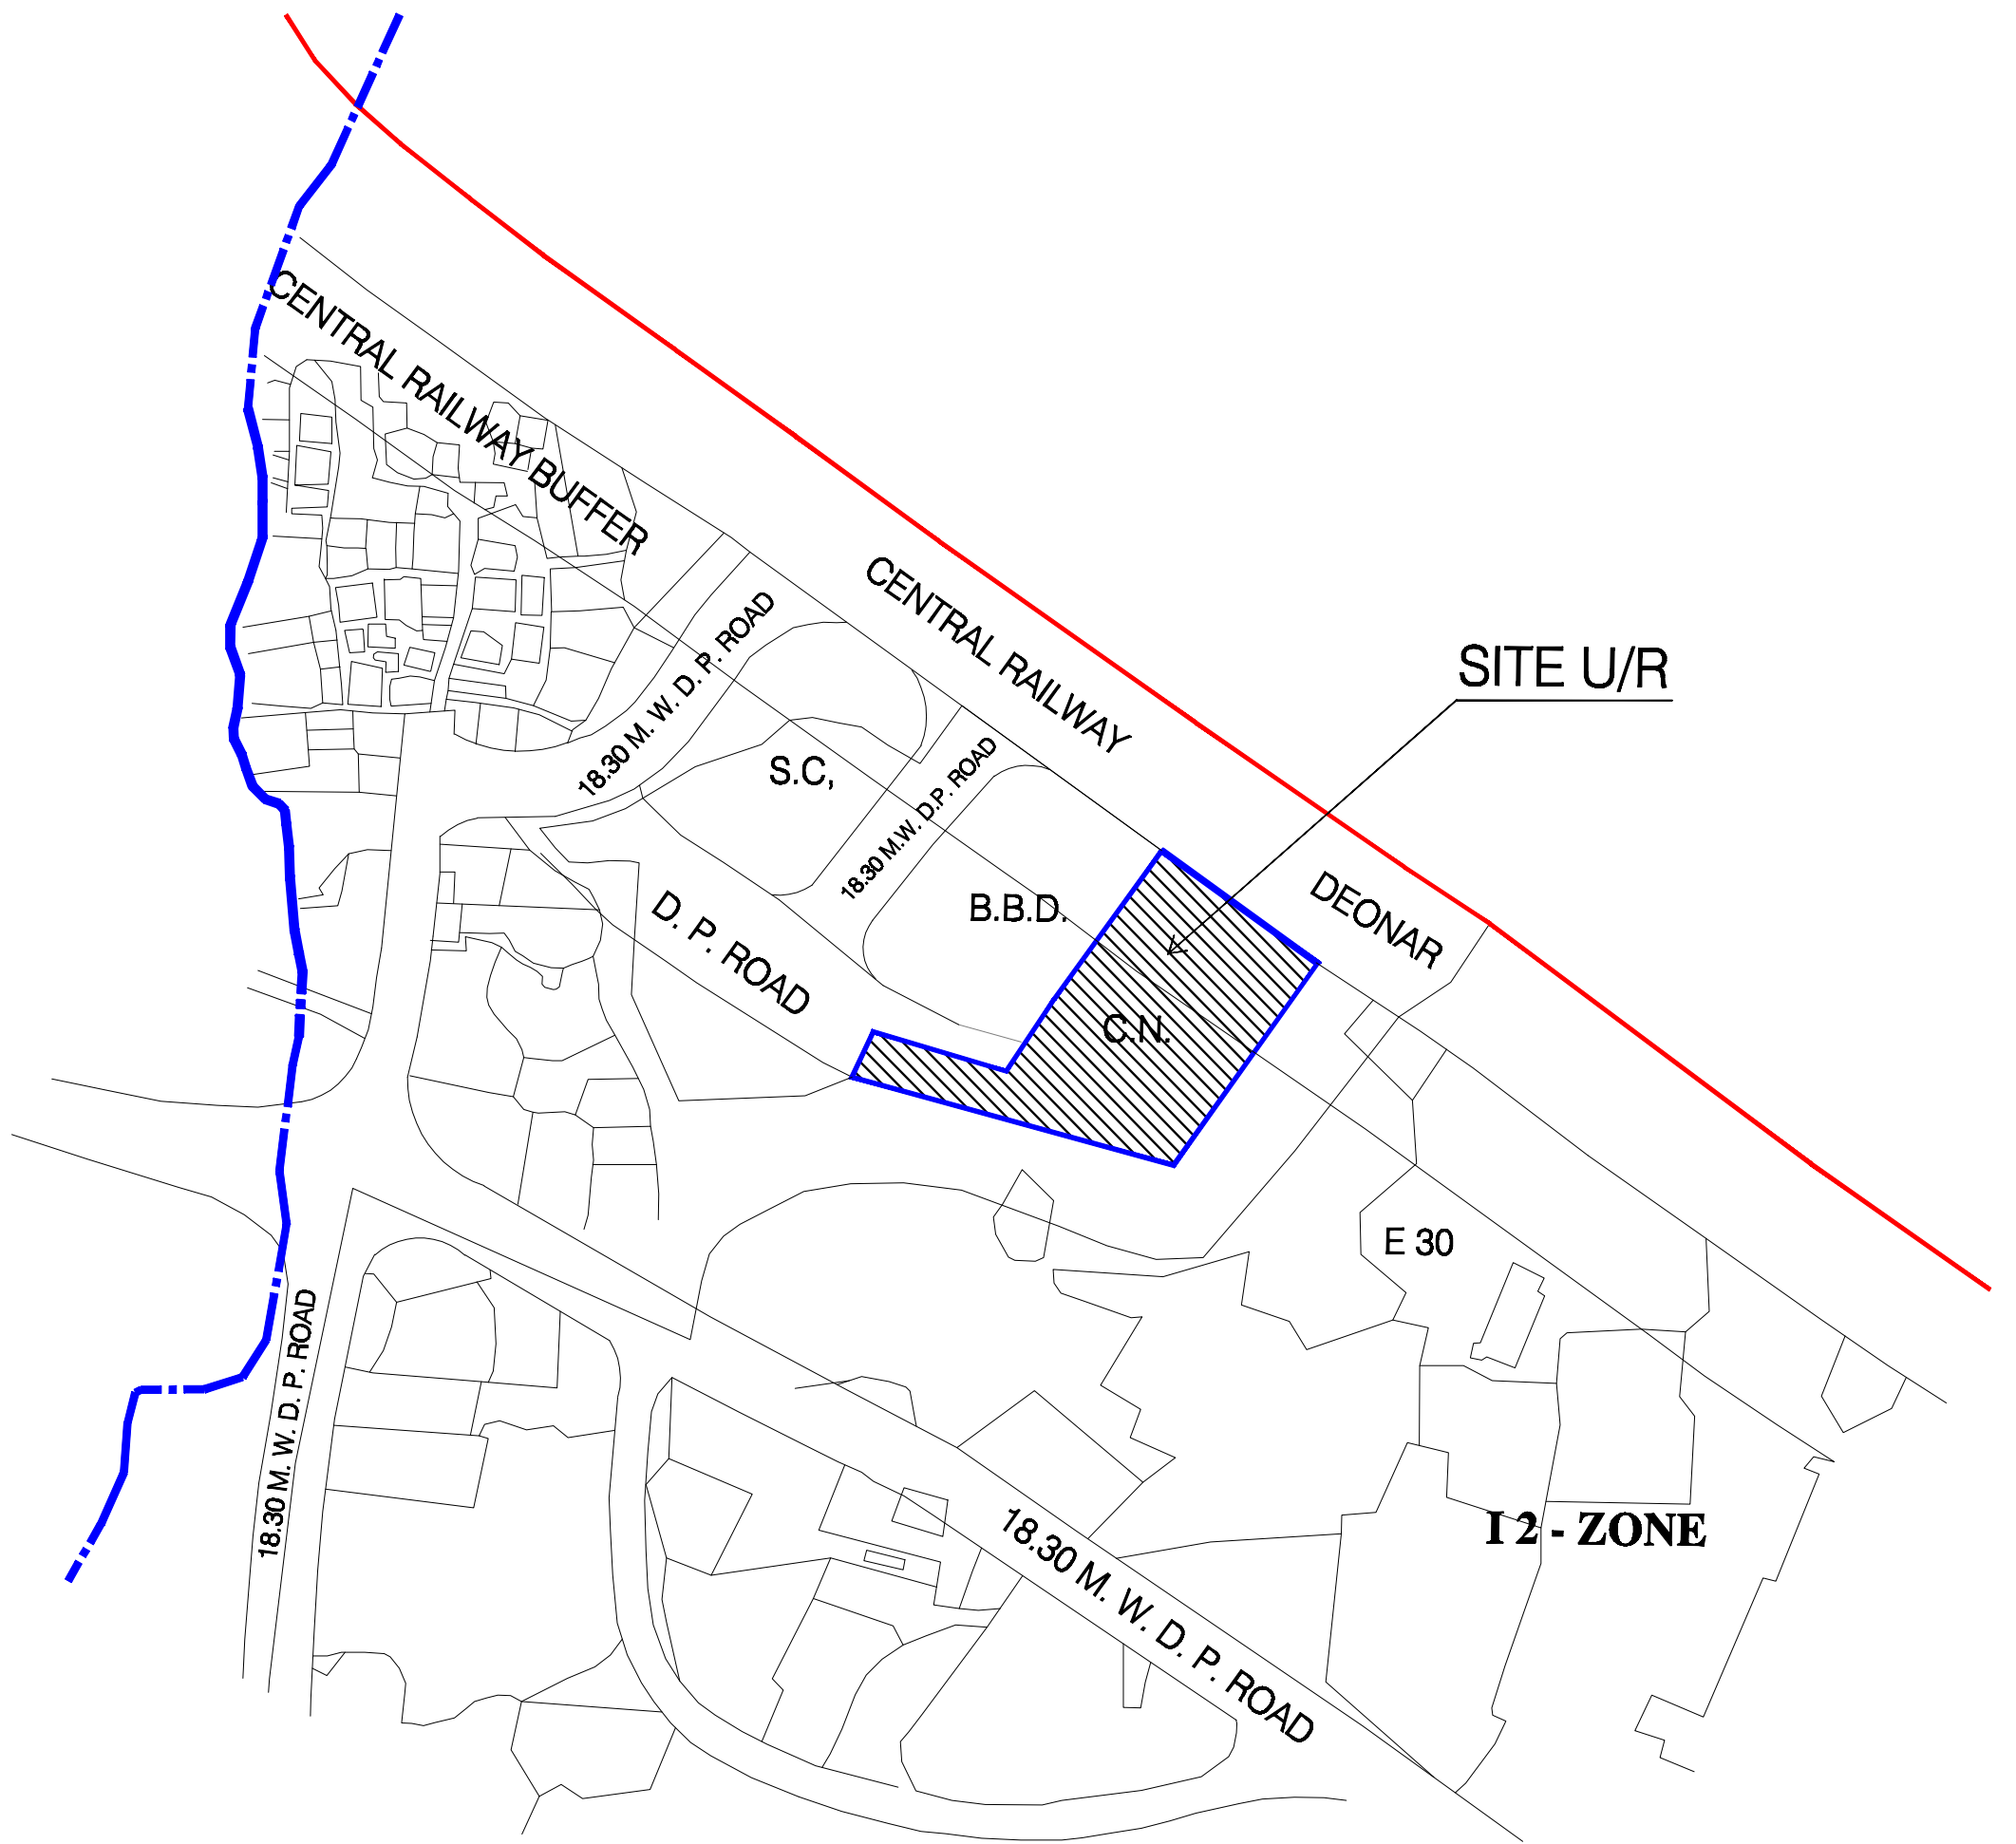 CENTRAL RAILWAY BUFFER
CENTRAL RAILWAY
SITE U/R
18.30 M. W. D. P. ROAD
S.C,
18.30 M.W. D.P. ROAD
B.B.D.
DEONAR
D. P. ROAD
C.N.
E 30
18.30 M. W. D. P. ROAD
I 2 - ZONE
18.30 M. W. D. P. ROAD